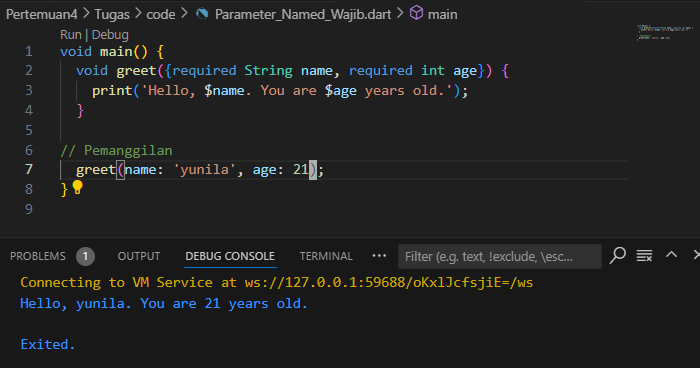 Pertemuan4 > Tugas > code > Parameter_Named_Wajib.dart > main
Run | Debug
1 void main() {
2   void greet({required String name, required int age}) {
3     print('Hello, $name. You are $age years old.');
4   }
5
6 // Pemanggilan
7   greet(name: 'yunila', age: 21);
8 }
9
PROBLEMS 1 OUTPUT DEBUG CONSOLE TERMINAL ··· Filter (e.g. text, !exclude, \esc...
Connecting to VM Service at ws://127.0.0.1:59688/oKxlJcfsjiE=/ws
Hello, yunila. You are 21 years old.
Exited.